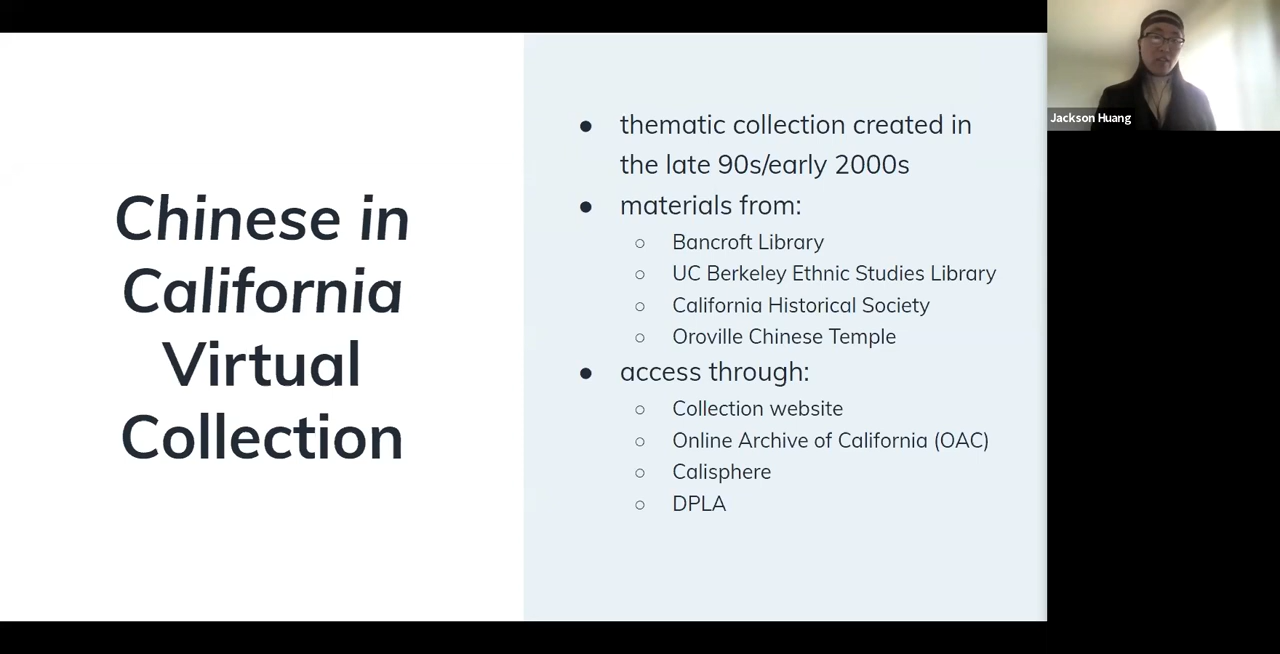 Chinese in
California
Virtual
Collection
● thematic collection created in
the late 90s/early 2000s
● materials from:
○ Bancroft Library
○ UC Berkeley Ethnic Studies Library
○ California Historical Society
○ Oroville Chinese Temple
● access through:
○ Collection website
○ Online Archive of California (OAC)
○ Calisphere
○ DPLA
Jackson Huang